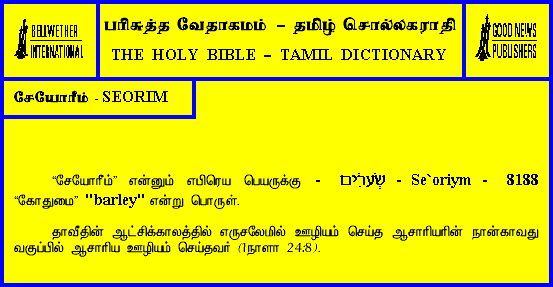 BELLWETHER
INTERNATIONAL
பரிசுத்த வேதாகமம் – தமிழ் சொல்லகராதி
THE HOLY BIBLE – TAMIL DICTIONARY
GOOD NEWS
PUBLISHERS
சேயோரீம் - SEORIM
“சேயோரீம்” என்னும் எபிரெய பெயருக்கு - שְׂעֹרִים - Se`oriym - 8188
“கோதுமை” "barley" என்று பொருள்.
தாவீதின் ஆட்சிக்காலத்தில் எருசலேமில் ஊழியம் செய்த ஆசாரியரின் நான்காவது
வகுப்பில் ஆசாரிய ஊழியம் செய்தவர் (1நாளா 24:8).